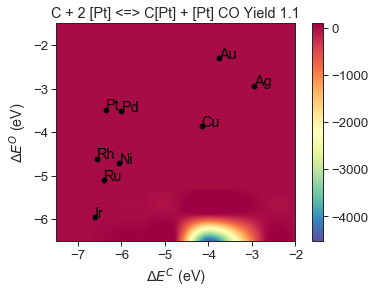 C + 2 [Pt] <=> C[Pt] + [Pt] CO Yield 1.1
−2
−3
−4
−5
−6
ΔE^O (eV)
Au
Ag
Pt
Pd
Cu
Rh
Ni
Ru
Ir
−7
−6
−5
−4
−3
−2
ΔE^C (eV)
0
−1000
−2000
−3000
−4000